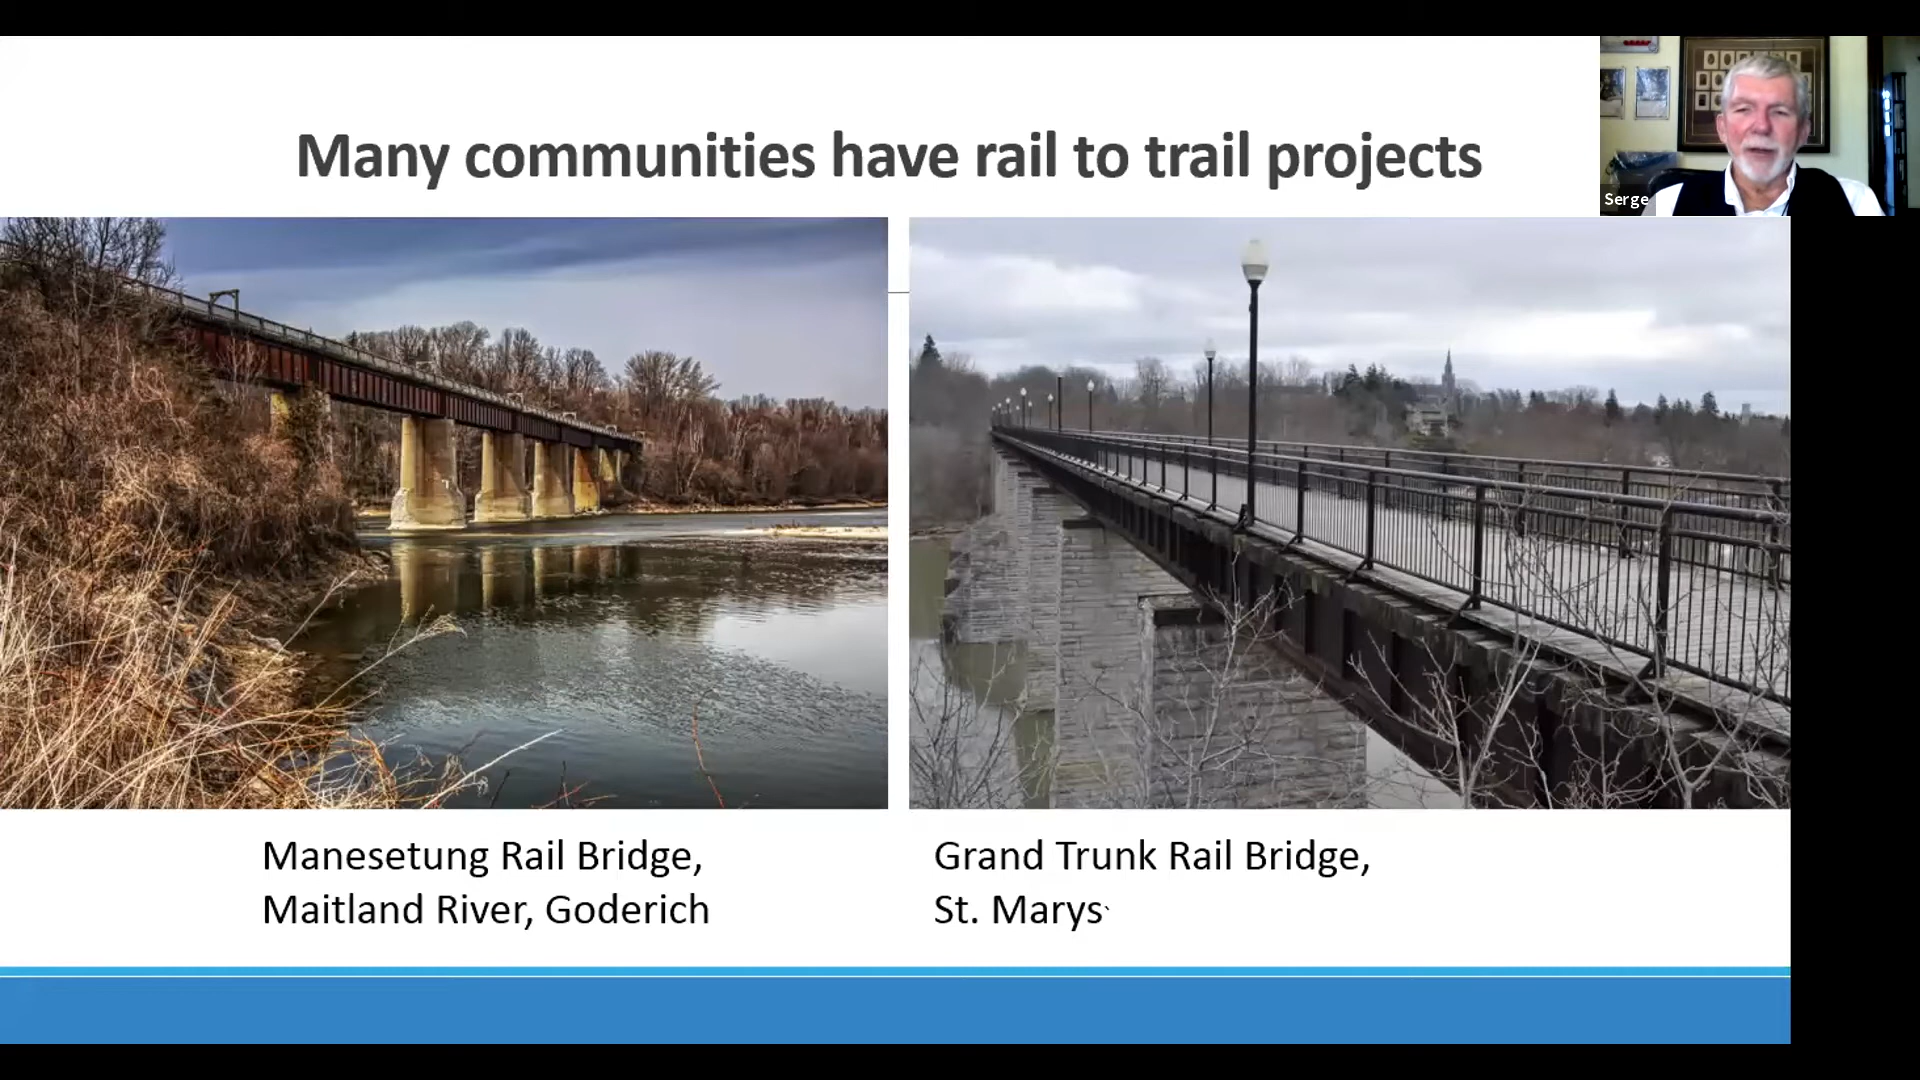 Many communities have rail to trail projects
Serge
Manesetung Rail Bridge,
Maitland River, Goderich
Grand Trunk Rail Bridge,
St. Marys`